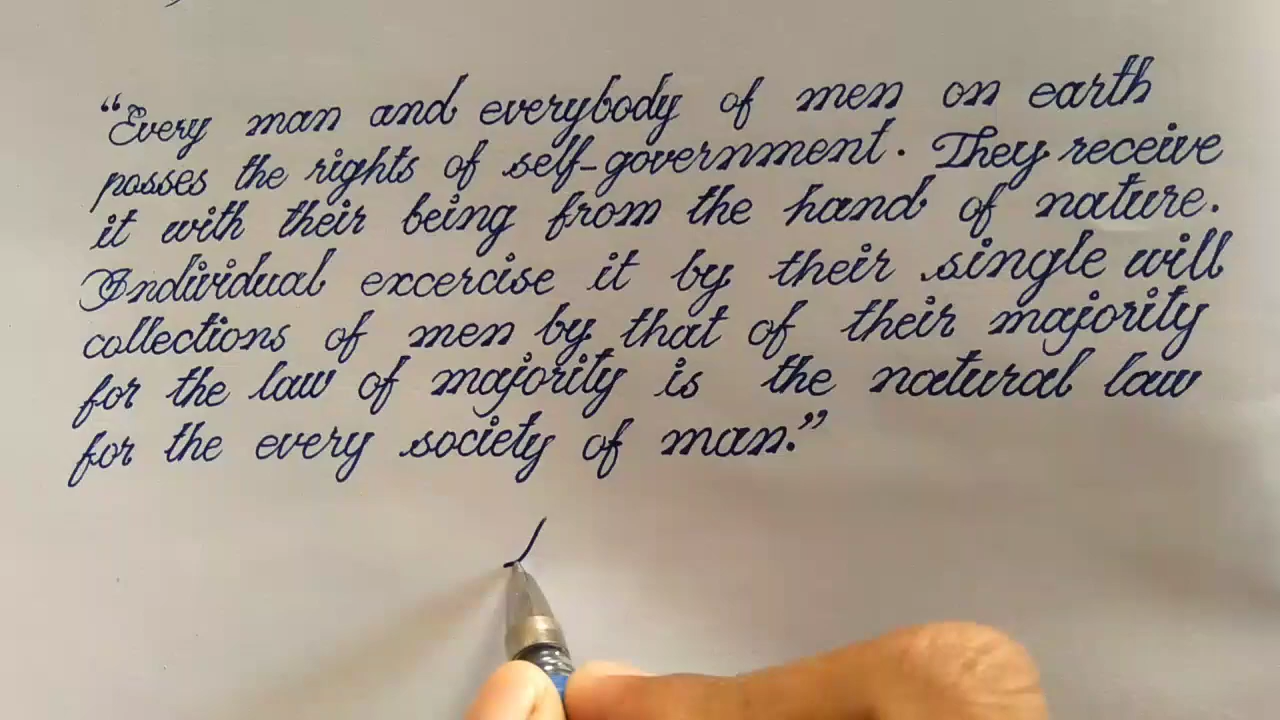 “Every man and everybody of men on earth
posses the rights of self-government. They receive
it with their being from the hand of nature.
Individual excercise it by their single will
collections of men by that of their majority
for the law of majority is the natural law
for the every society of man.”